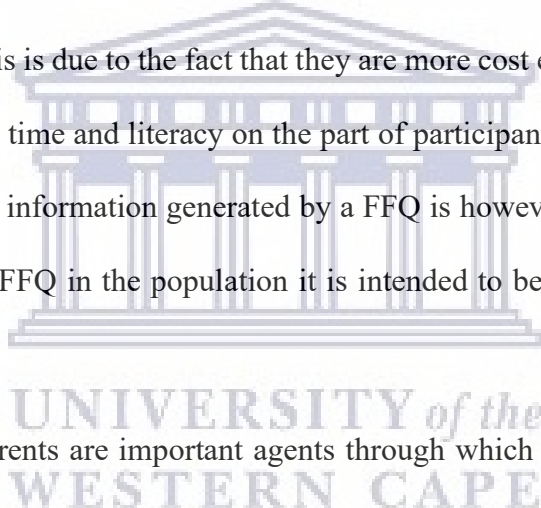 is is due to the fact that they are more cost e
time and literacy on the part of participan
information generated by a FFQ is howev
FFQ in the population it is intended to be
UNIVERSITY of the
rents are important agents through which
WESTERN CAPE